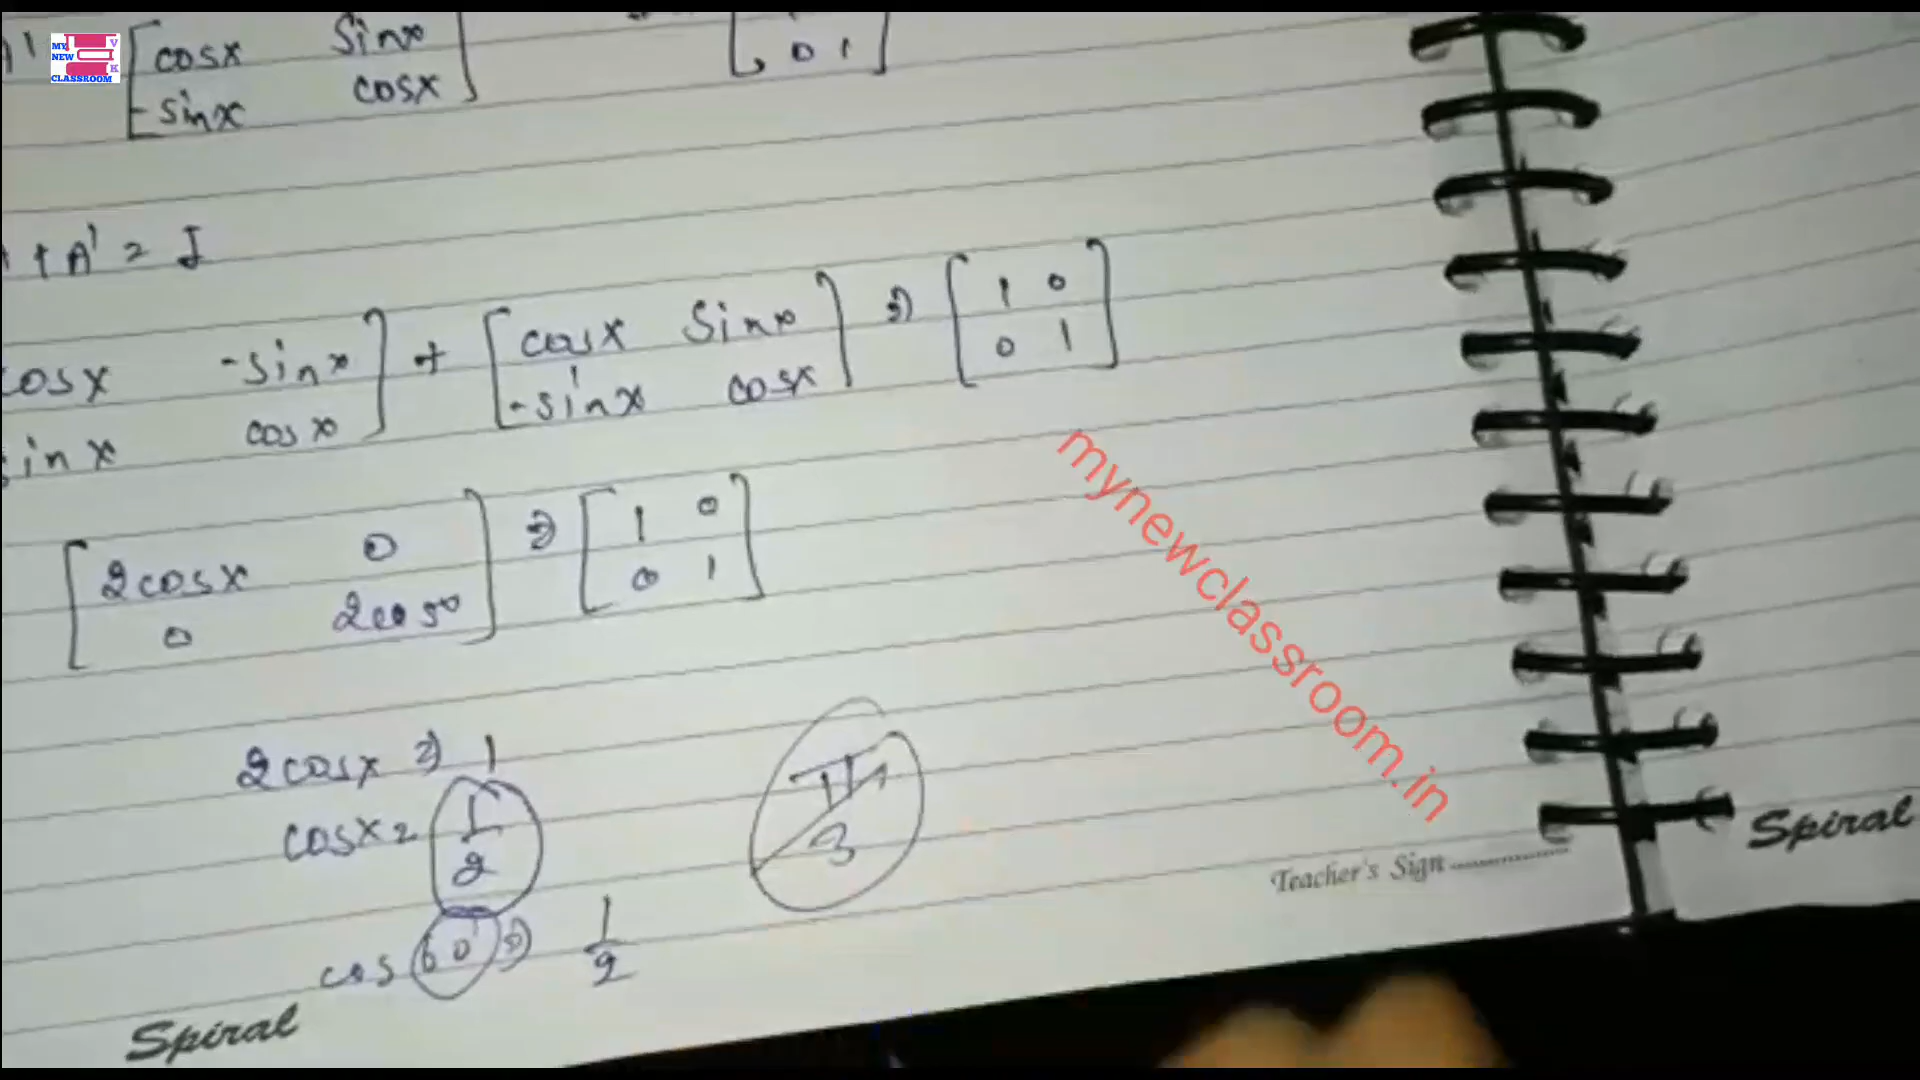 MY NEW CLASSROOM V K
A' [cosx Sinx
-sinx cosx]
0 1]
+ A' = I
cosx -sinx] + [cosx Sinx ⇒ [1 0
sinx cosx] -sinx cosx] 0 1]
[2cosx 0 ⇒ [1 0
0 2cosx] 0 1]
2cosx ⇒ 1
cosx = 1/2
π/3
cos 60° ⇒ 1/2
mynewclassroom.in
Teacher's Sign ................
Spiral
Spiral